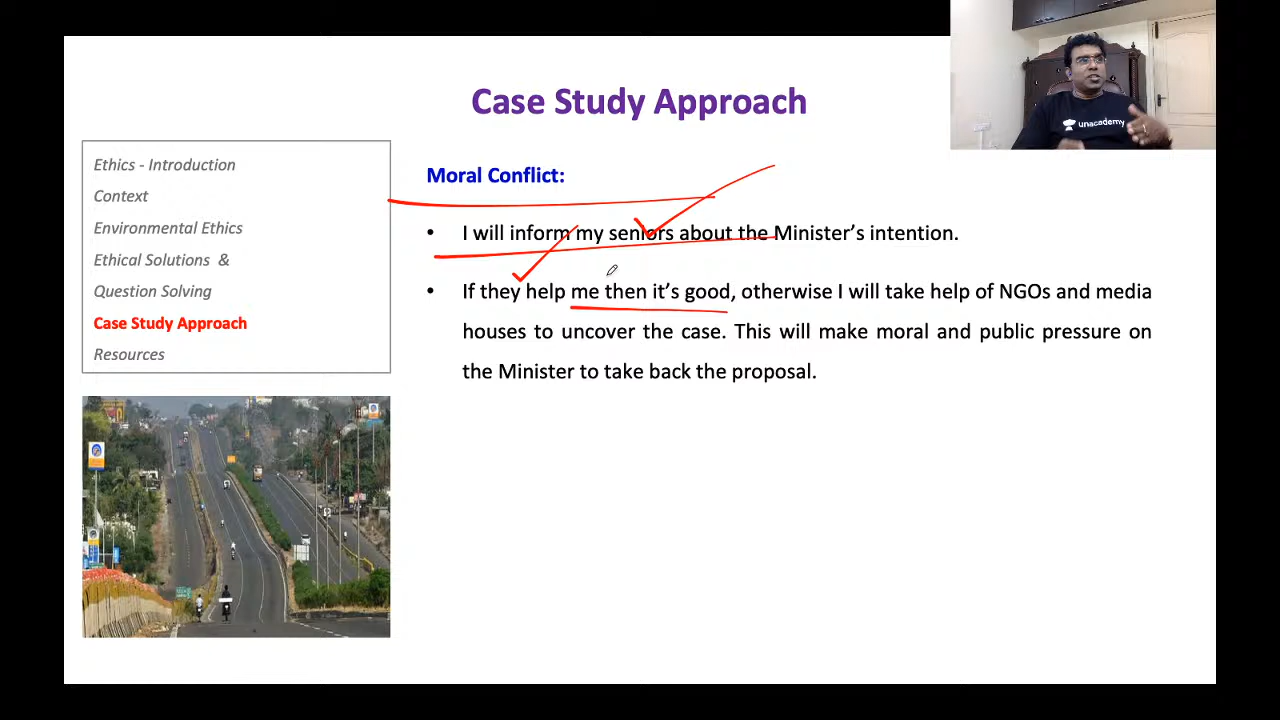 Case Study Approach
unacademy
Ethics - Introduction
Context
Environmental Ethics
Ethical Solutions &
Question Solving
Case Study Approach
Resources
Moral Conflict:
• I will inform my seniors about the Minister’s intention.
• If they help me then it’s good, otherwise I will take help of NGOs and media
houses to uncover the case. This will make moral and public pressure on
the Minister to take back the proposal.